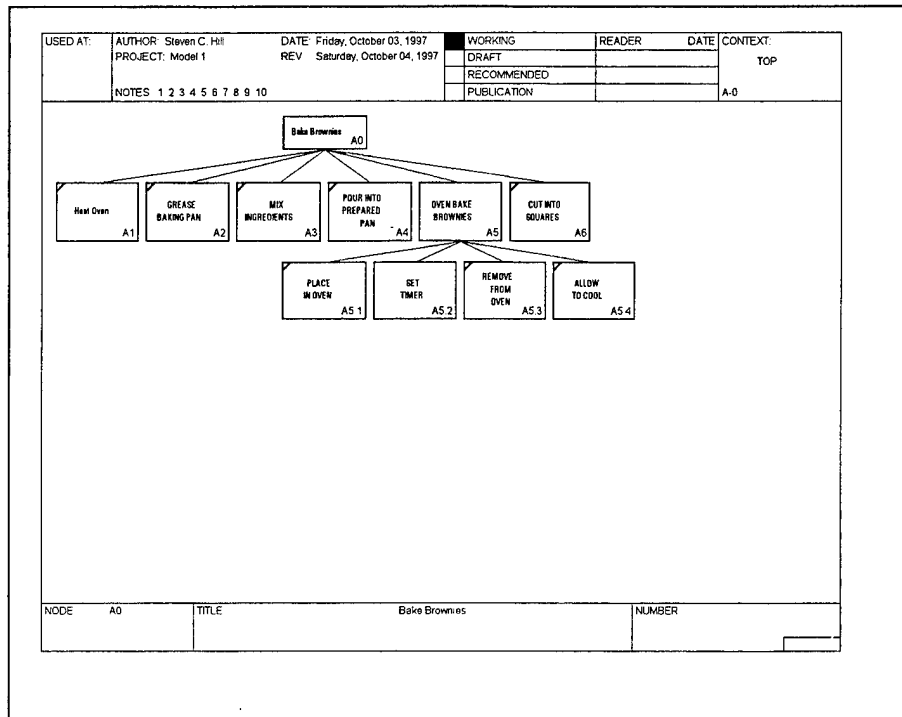 USED AT:
AUTHOR: Steven C. Hill
DATE: Friday, October 03, 1997
WORKING
READER
DATE
CONTEXT:
PROJECT: Model 1
REV Saturday, October 04, 1997
DRAFT
TOP
RECOMMENDED
NOTES 1 2 3 4 5 6 7 8 9 10
PUBLICATION
A-0
Bake Brownies
A0
Heat Oven
A1
GREASE
BAKING PAN
A2
MIX
INGREDIENTS
A3
POUR INTO
PREPARED
PAN
A4
OVEN BAKE
BROWNIES
A5
CUT INTO
SQUARES
A6
PLACE
IN OVEN
A5.1
SET
TIMER
A5.2
REMOVE
FROM
OVEN
A5.3
ALLOW
TO COOL
A5.4
NODE A0
TITLE
Bake Brownies
NUMBER